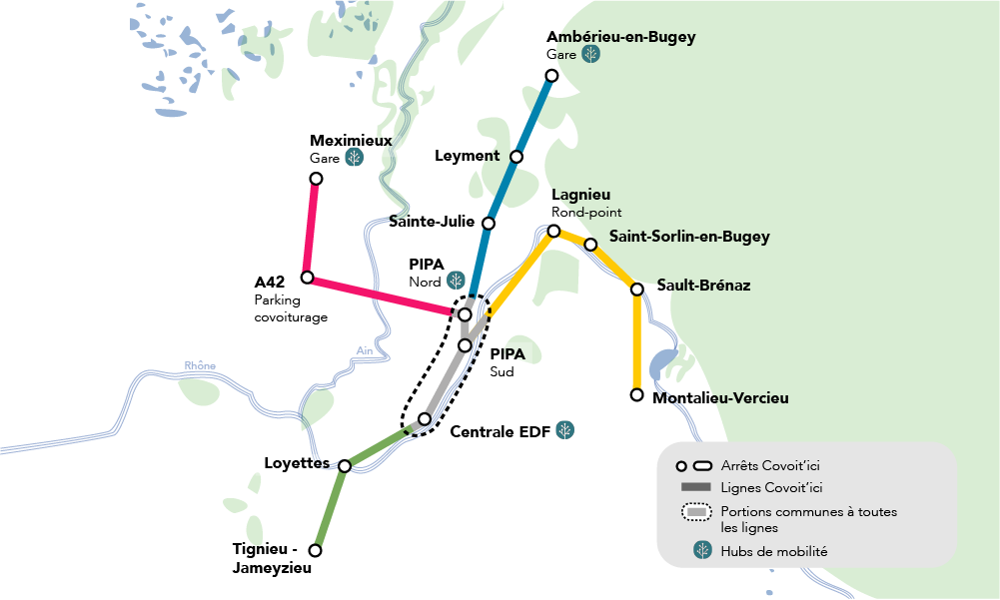 Ambérieu-en-Bugey
Gare
Meximieux
Gare
Leyment
Lagnieu
Rond-point
Sainte-Julie
Saint-Sorlin-en-Bugey
PIPA
Nord
A42
Parking
covoiturage
Sault-Brénaz
Ain
PIPA
Sud
Rhône
Montalieu-Vercieu
Centrale EDF
Loyettes
Tignieu -
Jameyzieu
Arrêts Covoit'ici
Lignes Covoit'ici
Portions communes à toutes
les lignes
Hubs de mobilité